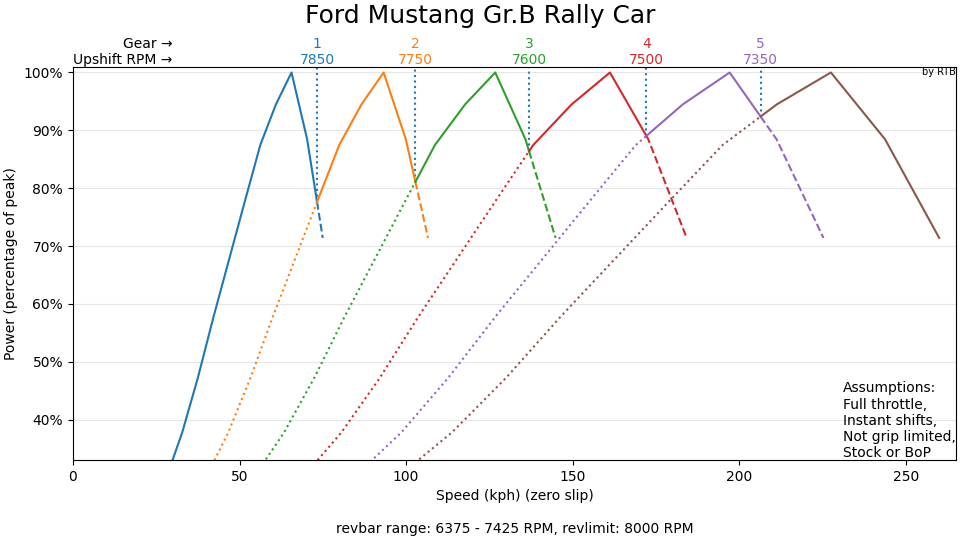 Ford Mustang Gr.B Rally Car
Gear → 1 2 3 4 5
Upshift RPM → 7850 7750 7600 7500 7350
by RTB
100%
90%
80%
70%
60%
50%
40%
Power (percentage of peak)
Assumptions:
Full throttle,
Instant shifts,
Not grip limited,
Stock or BoP
0 50 100 150 200 250
Speed (kph) (zero slip)
revbar range: 6375 - 7425 RPM, revlimit: 8000 RPM